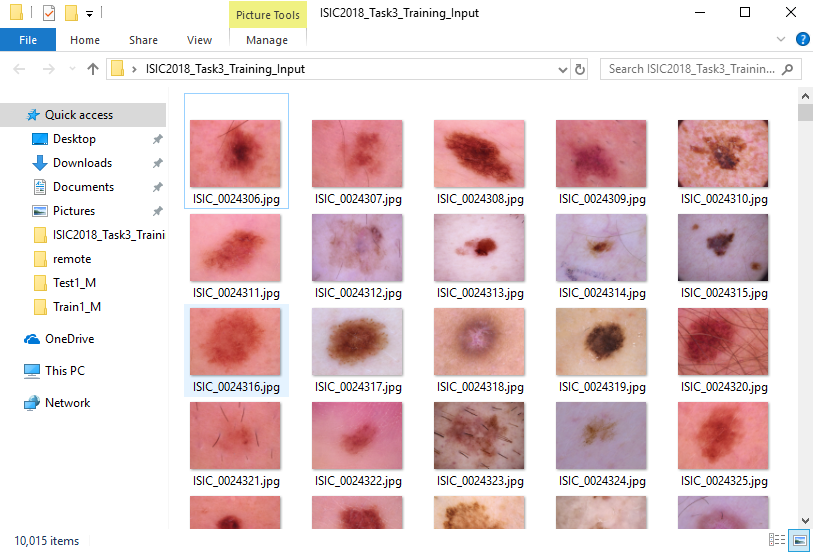 Picture Tools
ISIC2018_Task3_Training_Input
File
Home
Share
View
Manage
ISIC2018_Task3_Training_Input
Search ISIC2018_Task3_Trainin...
Quick access
Desktop
Downloads
Documents
Pictures
ISIC2018_Task3_Traini
remote
Test1_M
Train1_M
OneDrive
This PC
Network
ISIC_0024306.jpg
ISIC_0024307.jpg
ISIC_0024308.jpg
ISIC_0024309.jpg
ISIC_0024310.jpg
ISIC_0024311.jpg
ISIC_0024312.jpg
ISIC_0024313.jpg
ISIC_0024314.jpg
ISIC_0024315.jpg
ISIC_0024316.jpg
ISIC_0024317.jpg
ISIC_0024318.jpg
ISIC_0024319.jpg
ISIC_0024320.jpg
ISIC_0024321.jpg
ISIC_0024322.jpg
ISIC_0024323.jpg
ISIC_0024324.jpg
ISIC_0024325.jpg
10,015 items